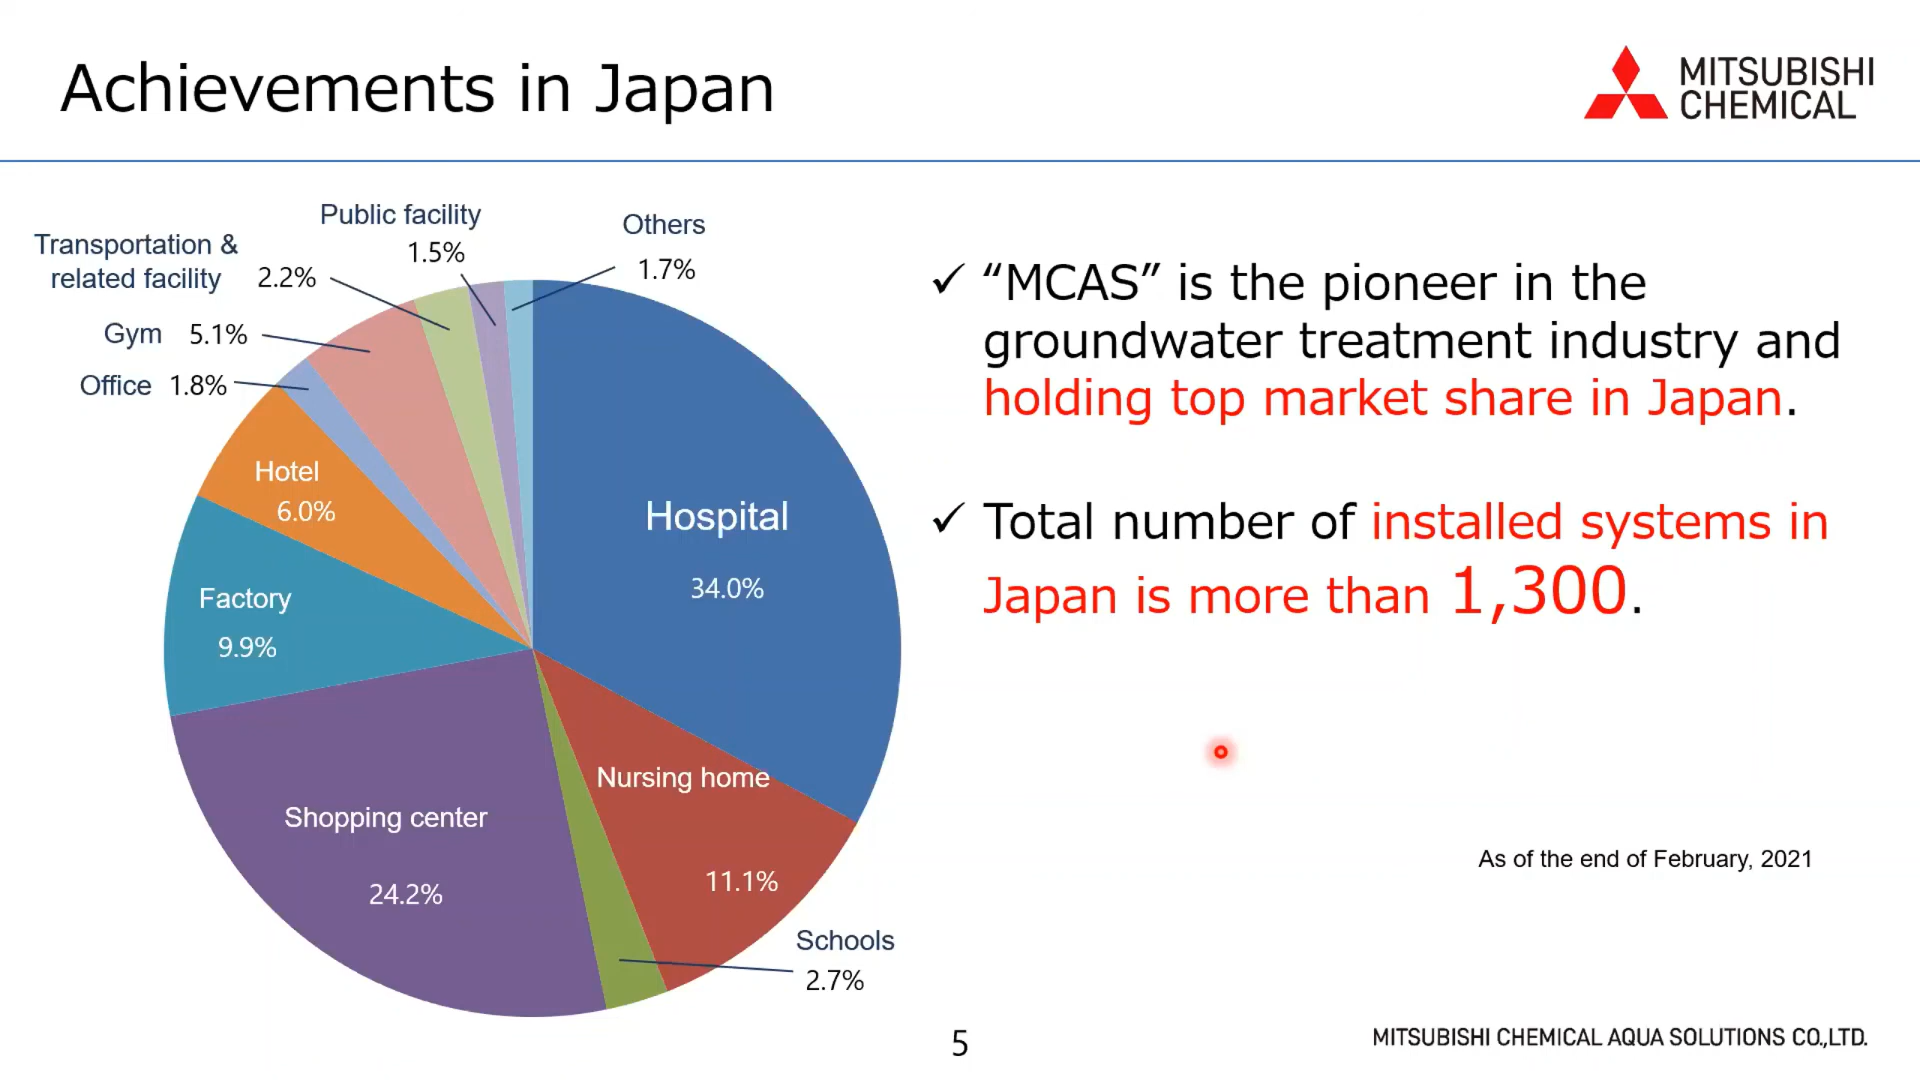 Achievements in Japan
MITSUBISHI
CHEMICAL
Public facility
1.5%
Others
1.7%
Transportation &
related facility
2.2%
Gym 5.1%
Office 1.8%
Hotel
6.0%
Factory
9.9%
Hospital
34.0%
Nursing home
11.1%
Shopping center
24.2%
Schools
2.7%
✓ “MCAS” is the pioneer in the
groundwater treatment industry and
holding top market share in Japan.
✓ Total number of installed systems in
Japan is more than 1,300.
As of the end of February, 2021
5
MITSUBISHI CHEMICAL AQUA SOLUTIONS CO.,LTD.